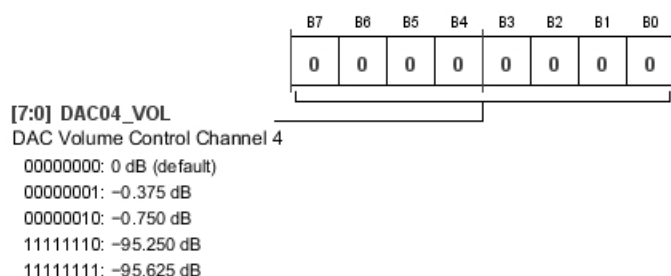 B7 B6 B5 B4 B3 B2 B1 B0
0 0 0 0 0 0 0 0
[7:0] DAC04_VOL
DAC Volume Control Channel 4
00000000: 0 dB (default)
00000001: −0.375 dB
00000010: −0.750 dB
11111110: −95.250 dB
11111111: −95.625 dB